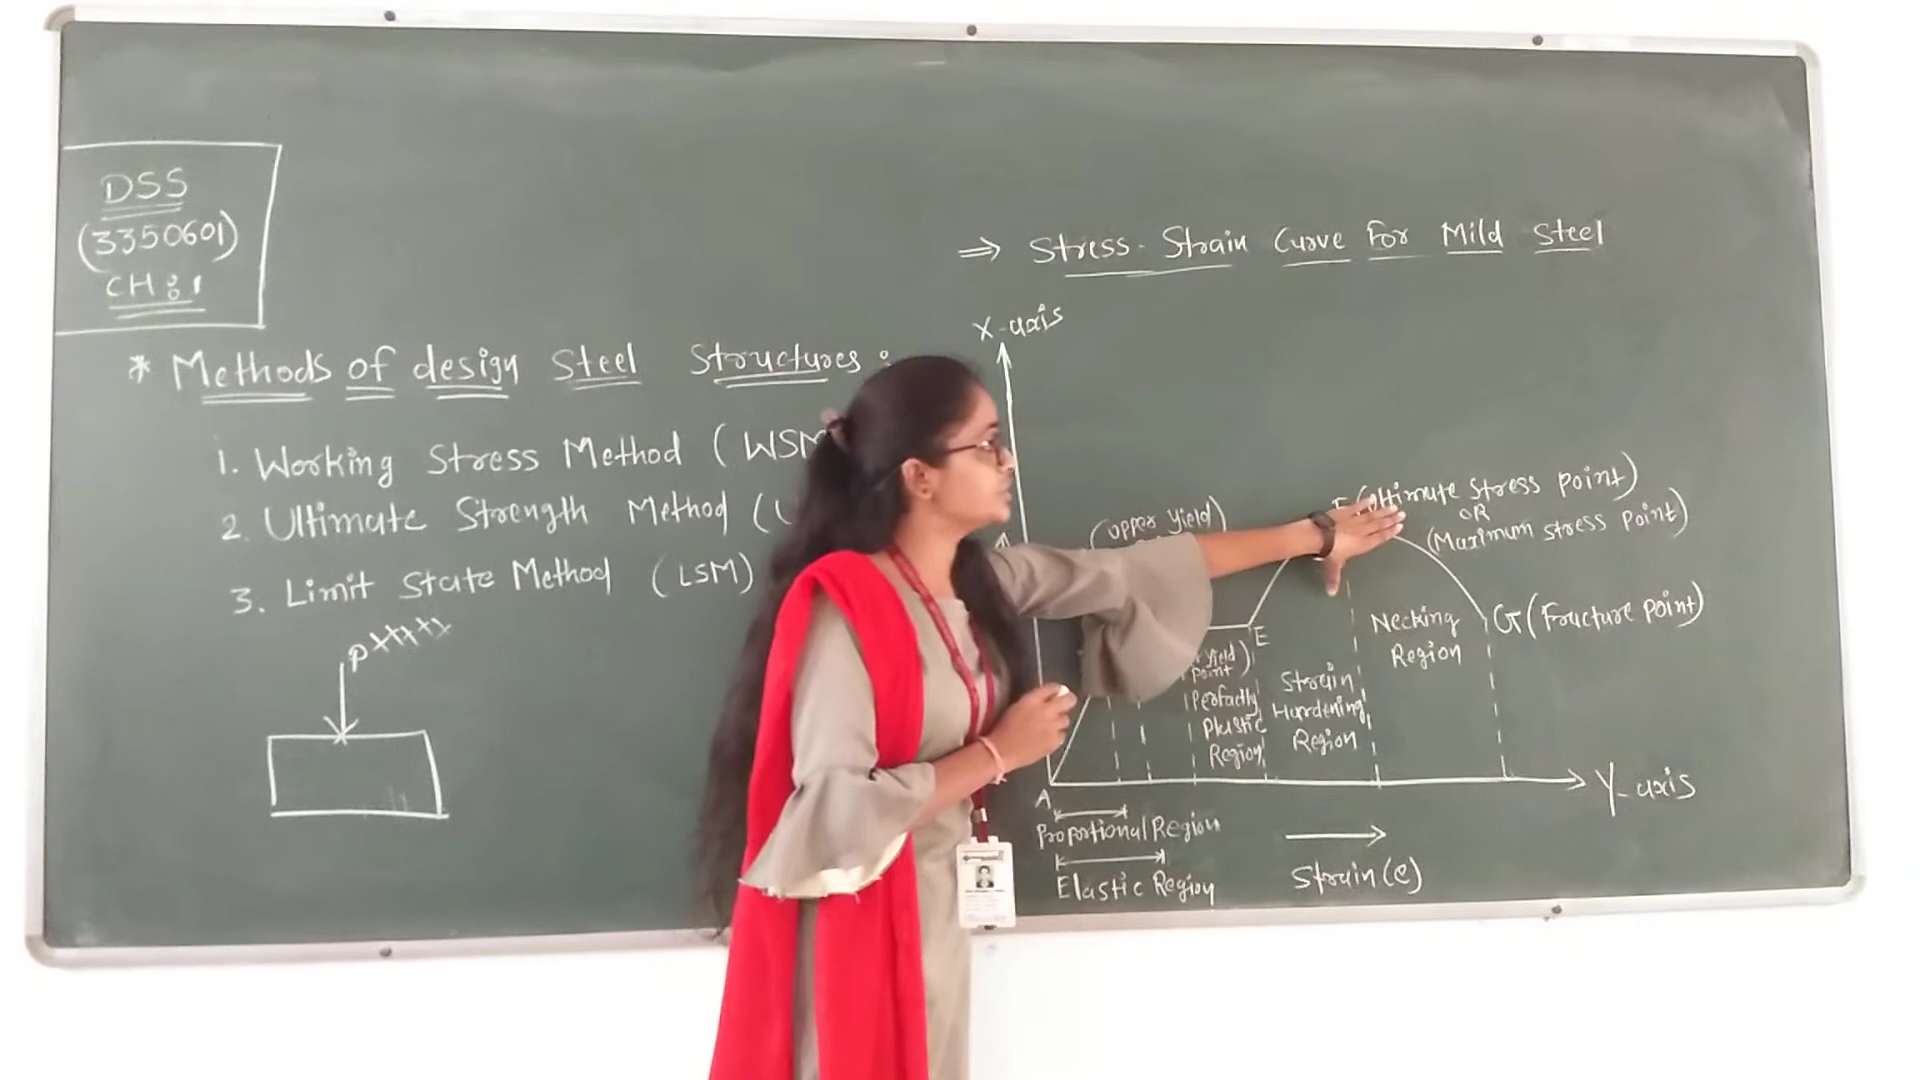 DSS
(3350601)
CH:1
* Methods of design Steel Structures :
1. Working Stress Method (WSM
2. Ultimate Strength Method (U
3. Limit State Method (LSM)
P
⇒ Stress-Strain Curve For Mild Steel
X-axis
(Upper Yield)
F (Ultimate Stress Point)
OR
(Maximum Stress Point)
G (Fracture Point)
E
Yield)
Point
Perfactly
Plastic
Region
Strain
Hardening
Region
Necking
Region
A
Y-axis
Proportional Region
Elastic Region
Strain (e)